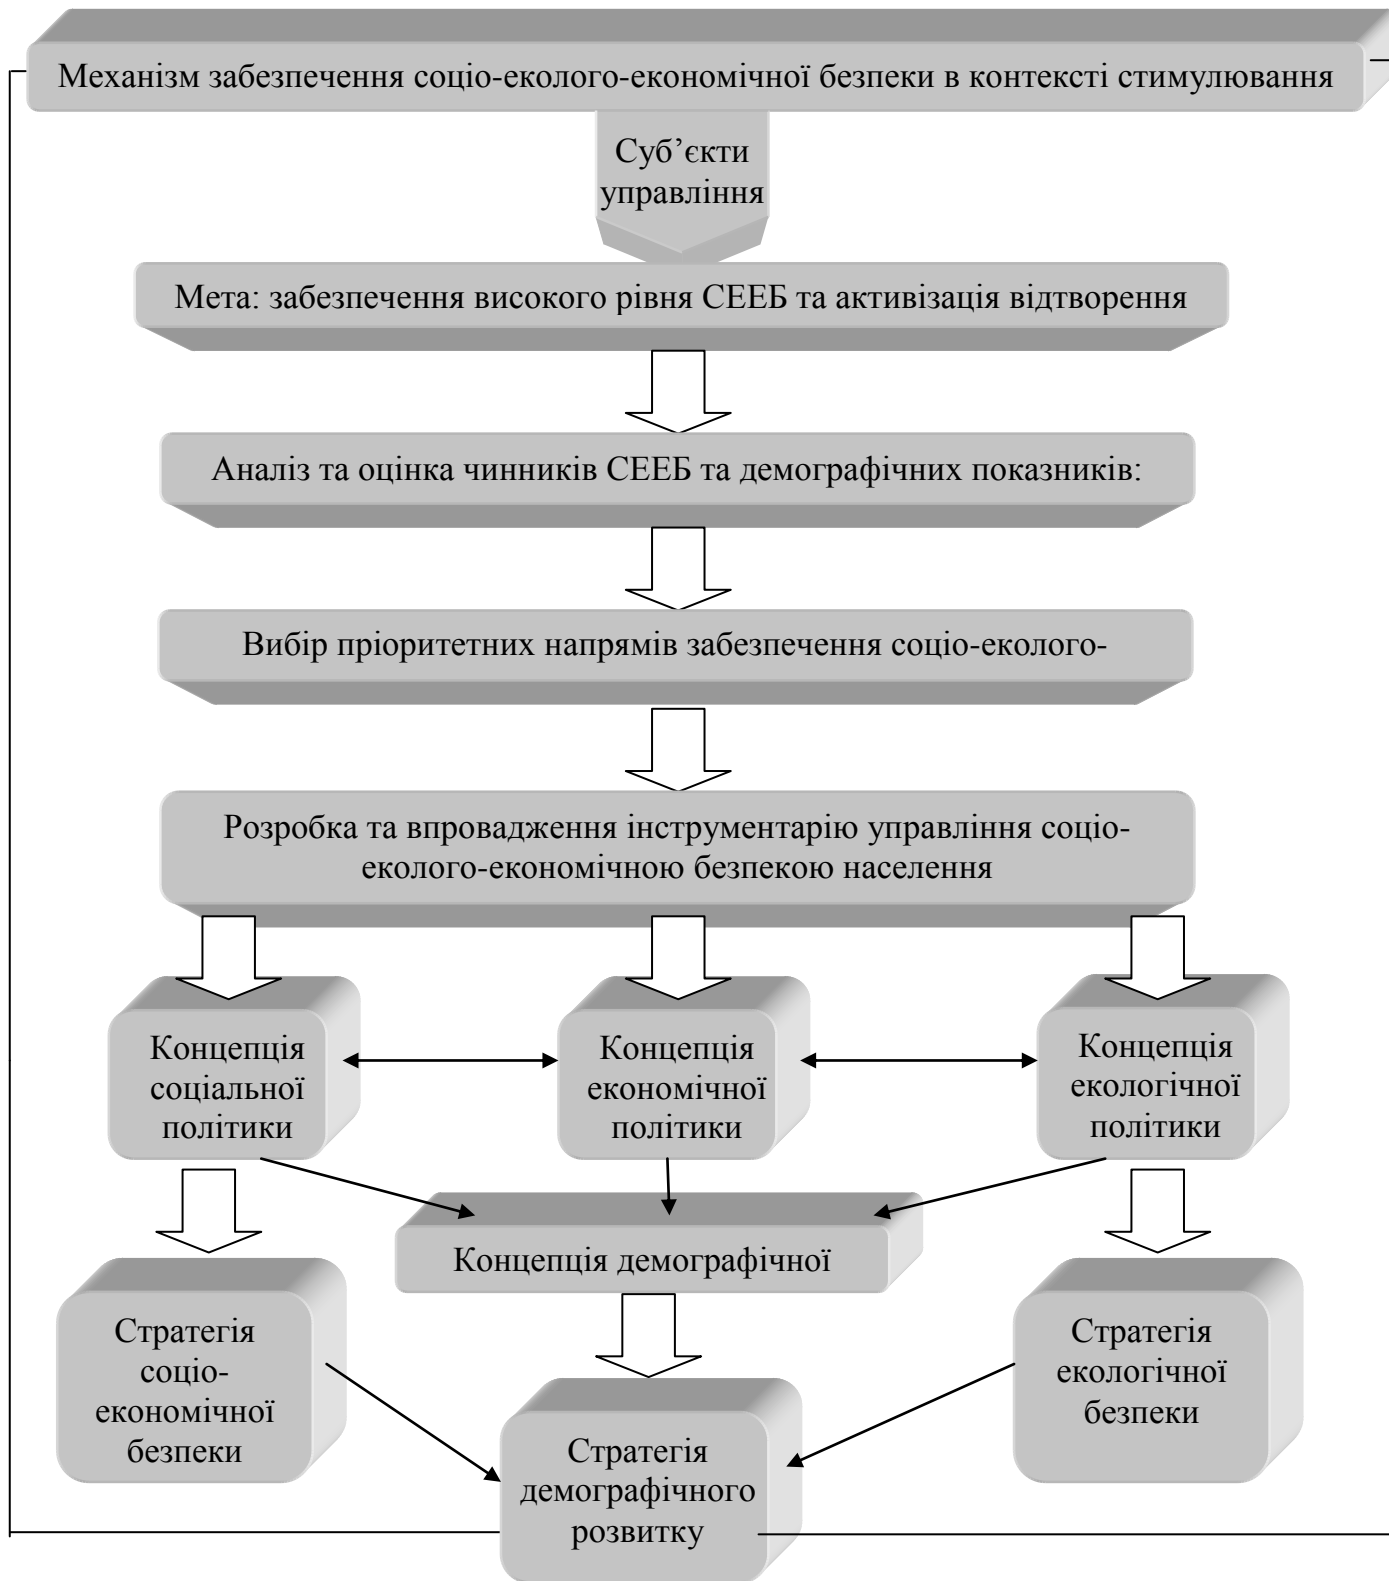 Механізм забезпечення соціо-еколого-економічної безпеки в контексті стимулювання
Суб’єкти
управління
Мета: забезпечення високого рівня СЕЕБ та активізація відтворення
Аналіз та оцінка чинників СЕЕБ та демографічних показників:
Вибір пріоритетних напрямів забезпечення соціо-еколого-
Розробка та впровадження інструментарію управління соціо-
еколого-економічною безпекою населення
Концепція
соціальної
політики
Концепція
економічної
політики
Концепція
екологічної
політики
Концепція демографічної
Стратегія
соціо-
економічної
безпеки
Стратегія
екологічної
безпеки
Стратегія
демографічного
розвитку